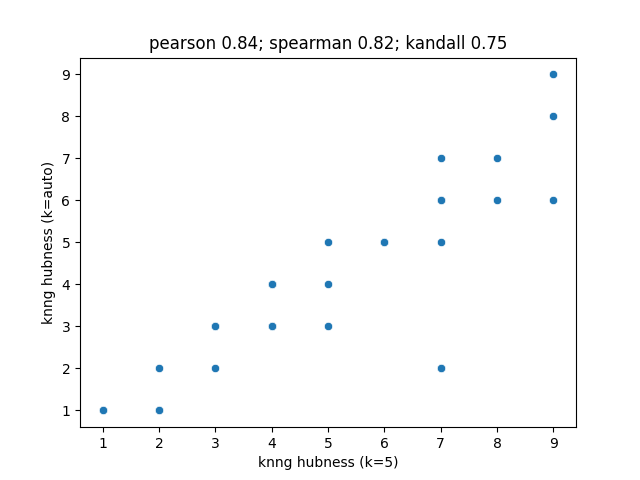 pearson 0.84; spearman 0.82; kandall 0.75
9
8
7
6
5
4
3
2
1
knng hubness (k=auto)
1 2 3 4 5 6 7 8 9
knng hubness (k=5)